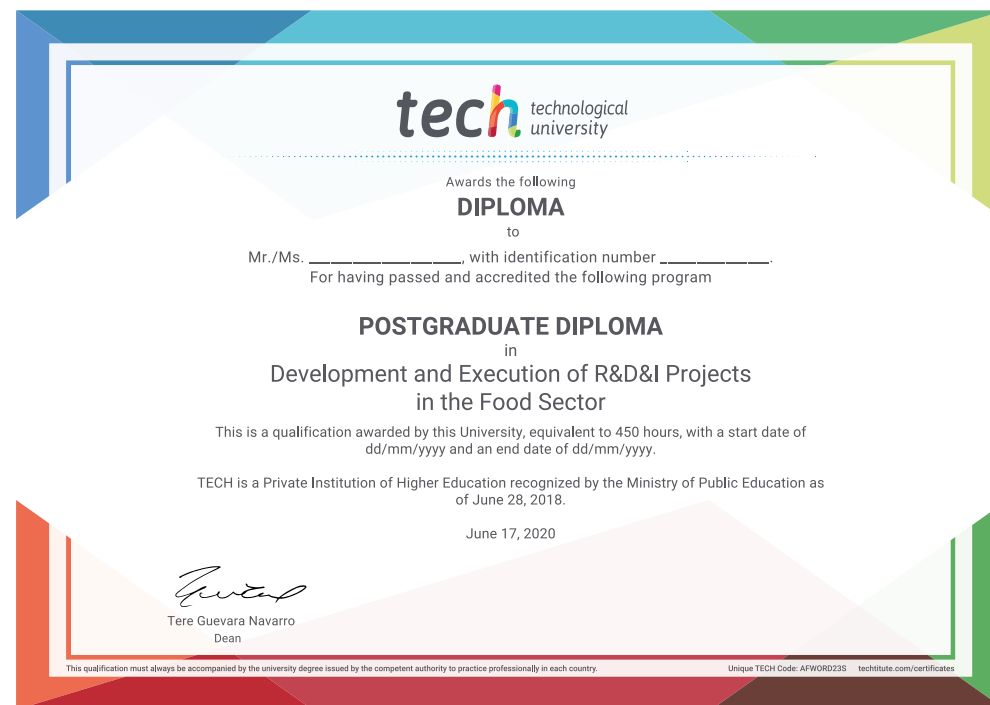 tech technological
university
Awards the following
DIPLOMA
to
Mr./Ms. ______________, with identification number __________.
For having passed and accredited the following program
POSTGRADUATE DIPLOMA
in
Development and Execution of R&D&I Projects
in the Food Sector
This is a qualification awarded by this University, equivalent to 450 hours, with a start date of
dd/mm/yyyy and an end date of dd/mm/yyyy.
TECH is a Private Institution of Higher Education recognized by the Ministry of Public Education as
of June 28, 2018.
June 17, 2020
Tere Guevara Navarro
Dean
This qualification must always be accompanied by the university degree issued by the competent authority to practice professionally in each country. Unique TECH Code: AFWORD23S techtitute.com/certificates